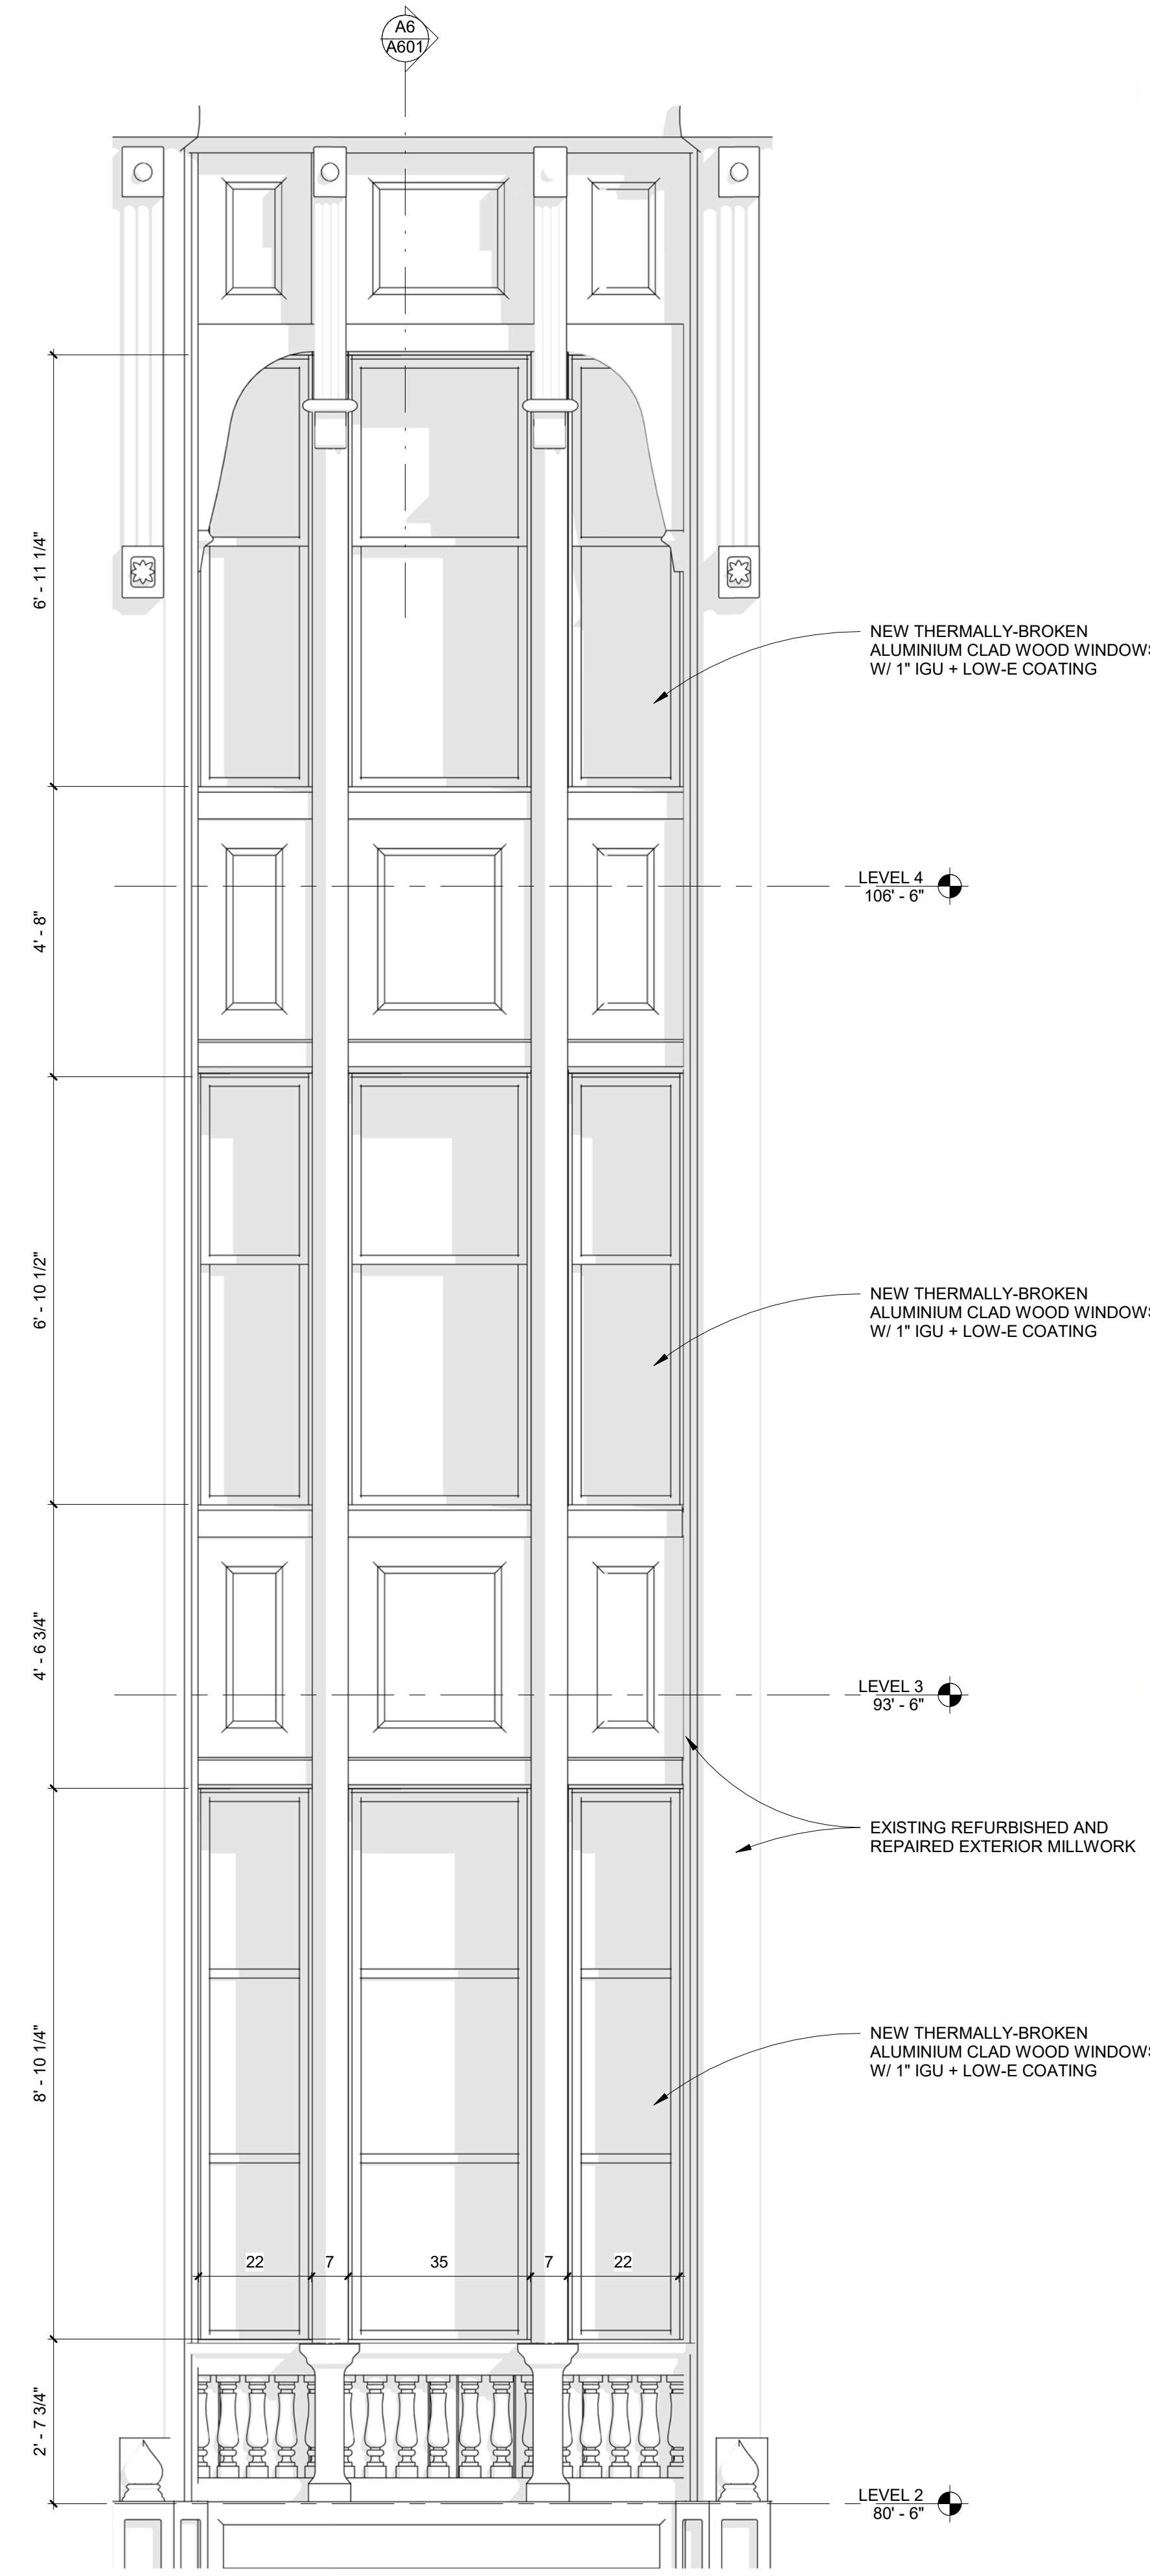 A6
A601
6' - 11 1/4"
NEW THERMALLY-BROKEN
ALUMINIUM CLAD WOOD WINDOWS
W/ 1" IGU + LOW-E COATING
LEVEL 4
106' - 6"
4' - 8"
6' - 10 1/2"
NEW THERMALLY-BROKEN
ALUMINIUM CLAD WOOD WINDOWS
W/ 1" IGU + LOW-E COATING
4' - 6 3/4"
LEVEL 3
93' - 6"
EXISTING REFURBISHED AND
REPAIRED EXTERIOR MILLWORK
8' - 10 1/4"
NEW THERMALLY-BROKEN
ALUMINIUM CLAD WOOD WINDOWS
W/ 1" IGU + LOW-E COATING
22 7 35 7 22
2' - 7 3/4"
LEVEL 2
80' - 6"